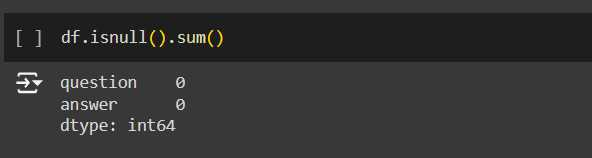 [ ] df.isnull().sum()
question    0
answer      0
dtype: int64